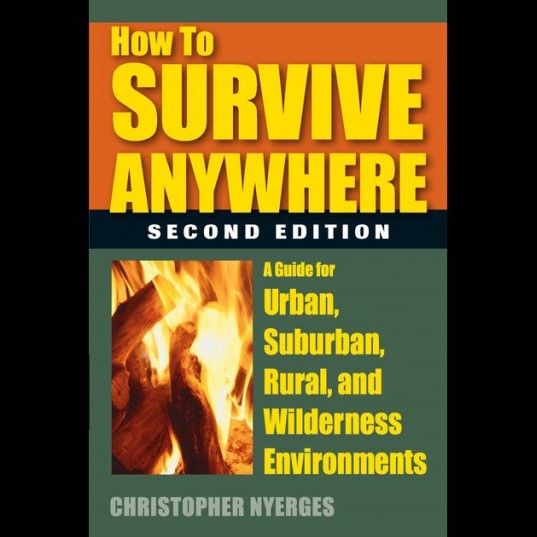 How To
SURVIVE
ANYWHERE
SECOND EDITION
A Guide for
Urban,
Suburban,
Rural, and
Wilderness
Environments
CHRISTOPHER NYERGES